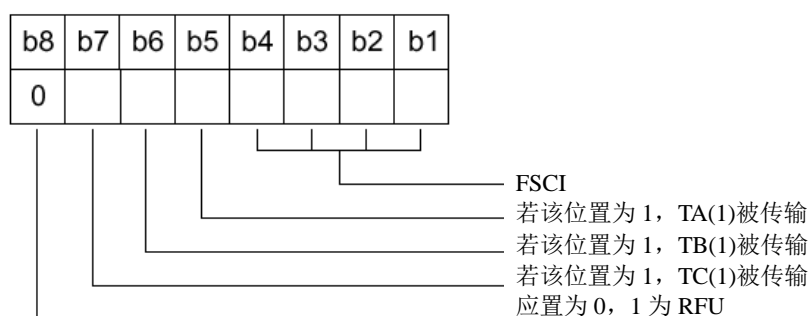 b8 b7 b6 b5 b4 b3 b2 b1
0
FSCI
若该位置为 1，TA(1)被传输
若该位置为 1，TB(1)被传输
若该位置为 1，TC(1)被传输
应置为 0，1 为 RFU